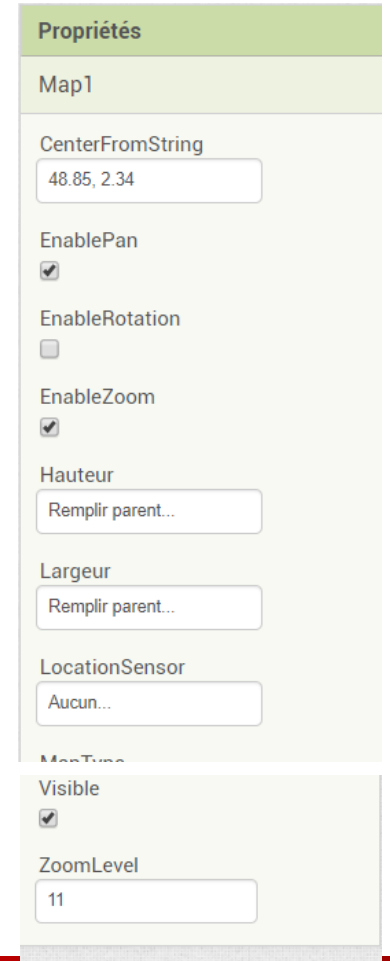 Propriétés
Map1
CenterFromString
48.85, 2.34
EnablePan
EnableRotation
EnableZoom
Hauteur
Remplir parent...
Largeur
Remplir parent...
LocationSensor
Aucun...
MapType
Visible
ZoomLevel
11